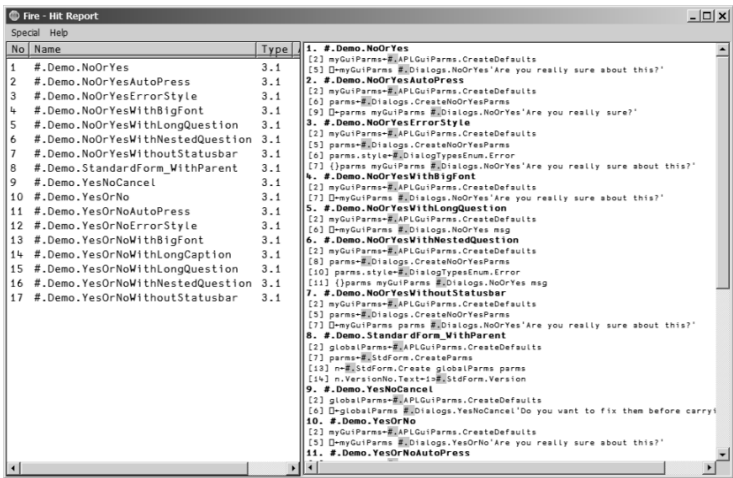 Fire - Hit Report
Special Help
No Name Type
1 #.Demo.NoOrYes 3.1
2 #.Demo.NoOrYesAutoPress 3.1
3 #.Demo.NoOrYesErrorStyle 3.1
4 #.Demo.NoOrYesWithBigFont 3.1
5 #.Demo.NoOrYesWithLongQuestion 3.1
6 #.Demo.NoOrYesWithNestedQuestion 3.1
7 #.Demo.NoOrYesWithoutStatusbar 3.1
8 #.Demo.StandardForm_WithParent 3.1
9 #.Demo.YesNoCancel 3.1
10 #.Demo.YesOrNo 3.1
11 #.Demo.YesOrNoAutoPress 3.1
12 #.Demo.YesOrNoErrorStyle 3.1
13 #.Demo.YesOrNoWithBigFont 3.1
14 #.Demo.YesOrNoWithLongCaption 3.1
15 #.Demo.YesOrNoWithLongQuestion 3.1
16 #.Demo.YesOrNoWithNestedQuestion 3.1
17 #.Demo.YesOrNoWithoutStatusbar 3.1
1. #.Demo.NoOrYes
[2] myGuiParms←#.APLGuiParms.CreateDefaults
[5] ⎕←myGuiParms #.Dialogs.NoOrYes'Are you really sure about this?'
2. #.Demo.NoOrYesAutoPress
[2] myGuiParms←#.APLGuiParms.CreateDefaults
[6] parms←#.Dialogs.CreateNoOrYesParms
[9] ⎕←parms myGuiParms #.Dialogs.NoOrYes'Are you really sure?'
3. #.Demo.NoOrYesErrorStyle
[2] myGuiParms←#.APLGuiParms.CreateDefaults
[5] parms←#.Dialogs.CreateNoOrYesParms
[6] parms.style←#.DialogTypesEnum.Error
[7] {}parms myGuiParms #.Dialogs.NoOrYes'Are you really sure about this?'
4. #.Demo.NoOrYesWithBigFont
[2] myGuiParms←#.APLGuiParms.CreateDefaults
[7] ⎕←myGuiParms #.Dialogs.NoOrYes'Are you really sure about this?'
5. #.Demo.NoOrYesWithLongQuestion
[2] myGuiParms←#.APLGuiParms.CreateDefaults
[6] ⎕←myGuiParms #.Dialogs.NoOrYes msg
6. #.Demo.NoOrYesWithNestedQuestion
[2] myGuiParms←#.APLGuiParms.CreateDefaults
[8] parms←#.Dialogs.CreateNoOrYesParms
[10] parms.style←#.DialogTypesEnum.Error
[11] {}parms myGuiParms #.Dialogs.NoOrYes msg
7. #.Demo.NoOrYesWithoutStatusbar
[2] myGuiParms←#.APLGuiParms.CreateDefaults
[5] parms←#.Dialogs.CreateNoOrYesParms
[7] ⎕←myGuiParms parms #.Dialogs.NoOrYes'Are you really sure about this?'
8. #.Demo.StandardForm_WithParent
[2] globalParms←#.APLGuiParms.CreateDefaults
[7] parms←#.StdForm.CreateParms
[13] n←#.StdForm.Create globalParms parms
[14] n.VersionNo.Text←1⊃#.StdForm.Version
9. #.Demo.YesNoCancel
[2] globalParms←#.APLGuiParms.CreateDefaults
[6] ⎕←globalParms #.Dialogs.YesNoCancel'Do you want to fix them before carryi
10. #.Demo.YesOrNo
[2] myGuiParms←#.APLGuiParms.CreateDefaults
[5] ⎕←myGuiParms #.Dialogs.YesOrNo'Are you really sure about this?'
11. #.Demo.YesOrNoAutoPress